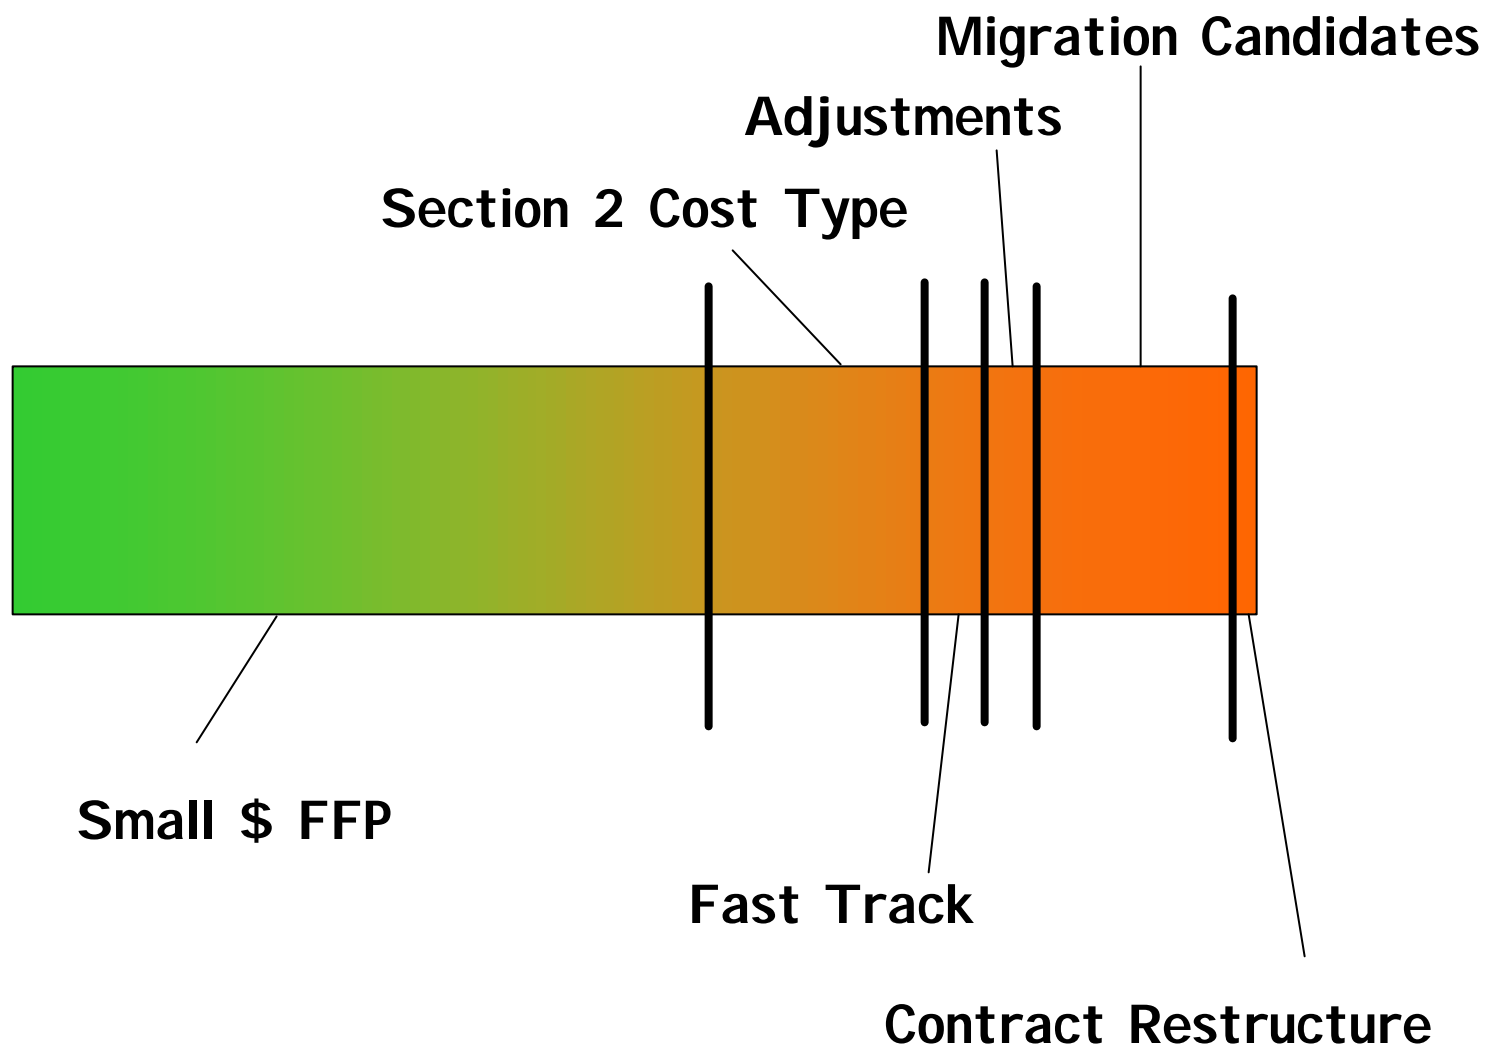 Migration Candidates
Adjustments
Section 2 Cost Type
Small $ FFP
Fast Track
Contract Restructure